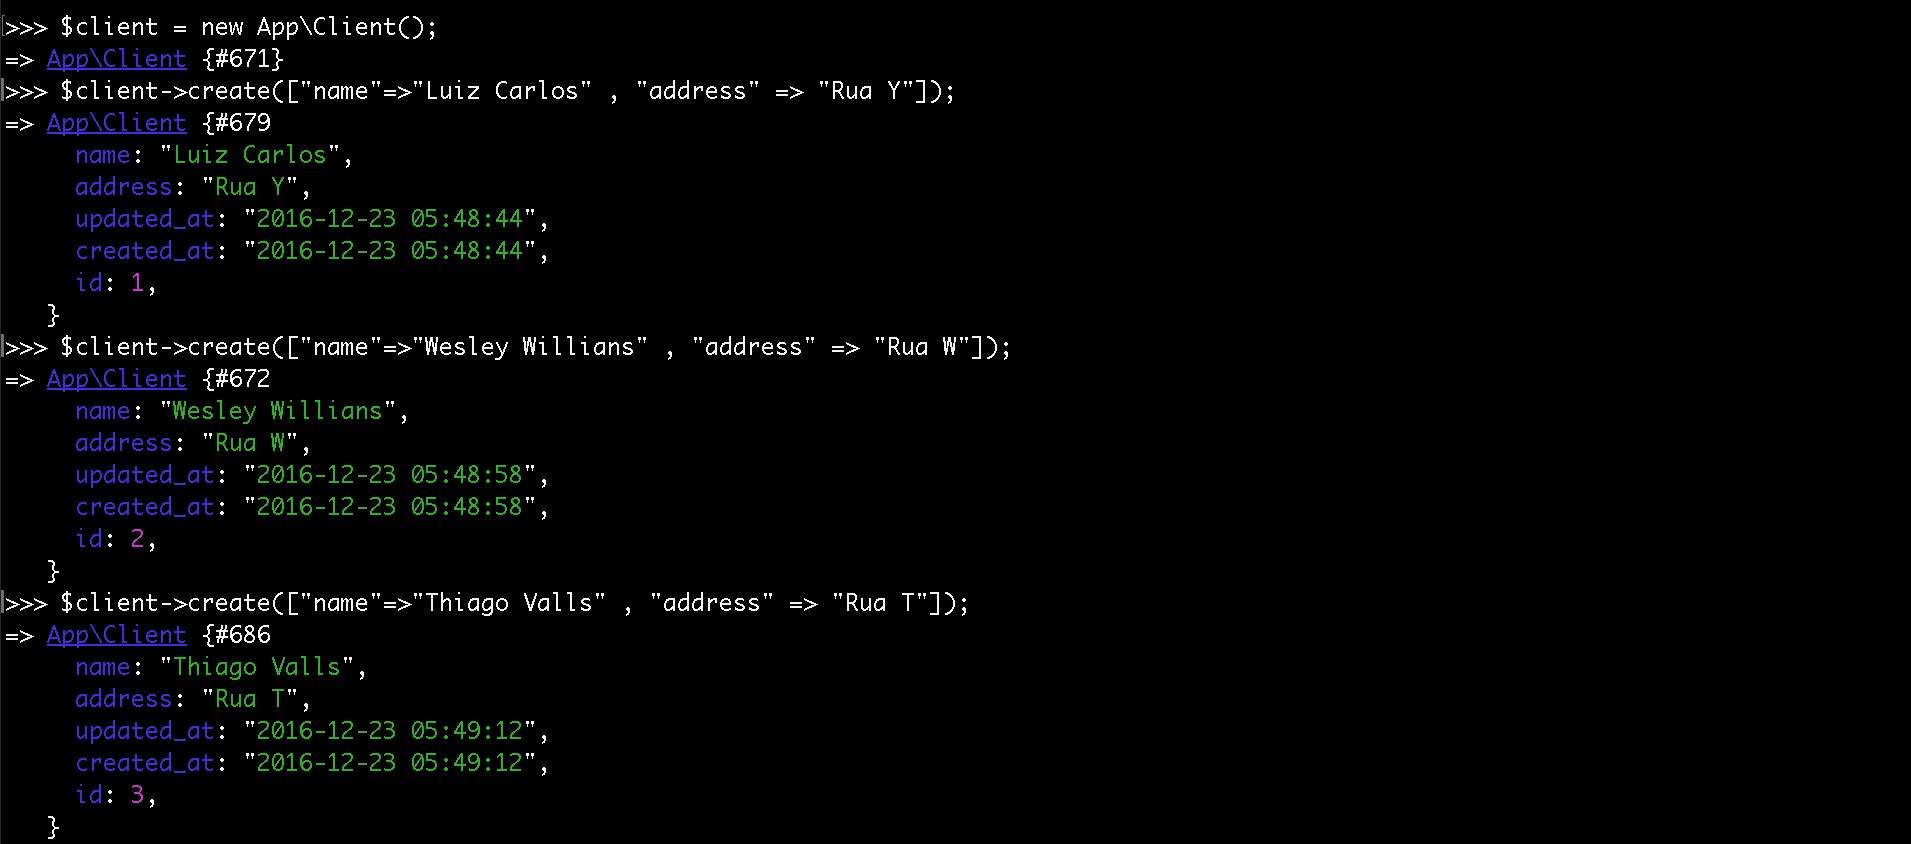 >>> $client = new App\Client();
=> App\Client {#671}
>>> $client->create(["name"=>"Luiz Carlos" , "address" => "Rua Y"]);
=> App\Client {#679
name: "Luiz Carlos",
address: "Rua Y",
updated_at: "2016-12-23 05:48:44",
created_at: "2016-12-23 05:48:44",
id: 1,
}
>>> $client->create(["name"=>"Wesley Willians" , "address" => "Rua W"]);
=> App\Client {#672
name: "Wesley Willians",
address: "Rua W",
updated_at: "2016-12-23 05:48:58",
created_at: "2016-12-23 05:48:58",
id: 2,
}
>>> $client->create(["name"=>"Thiago Valls" , "address" => "Rua T"]);
=> App\Client {#686
name: "Thiago Valls",
address: "Rua T",
updated_at: "2016-12-23 05:49:12",
created_at: "2016-12-23 05:49:12",
id: 3,
}